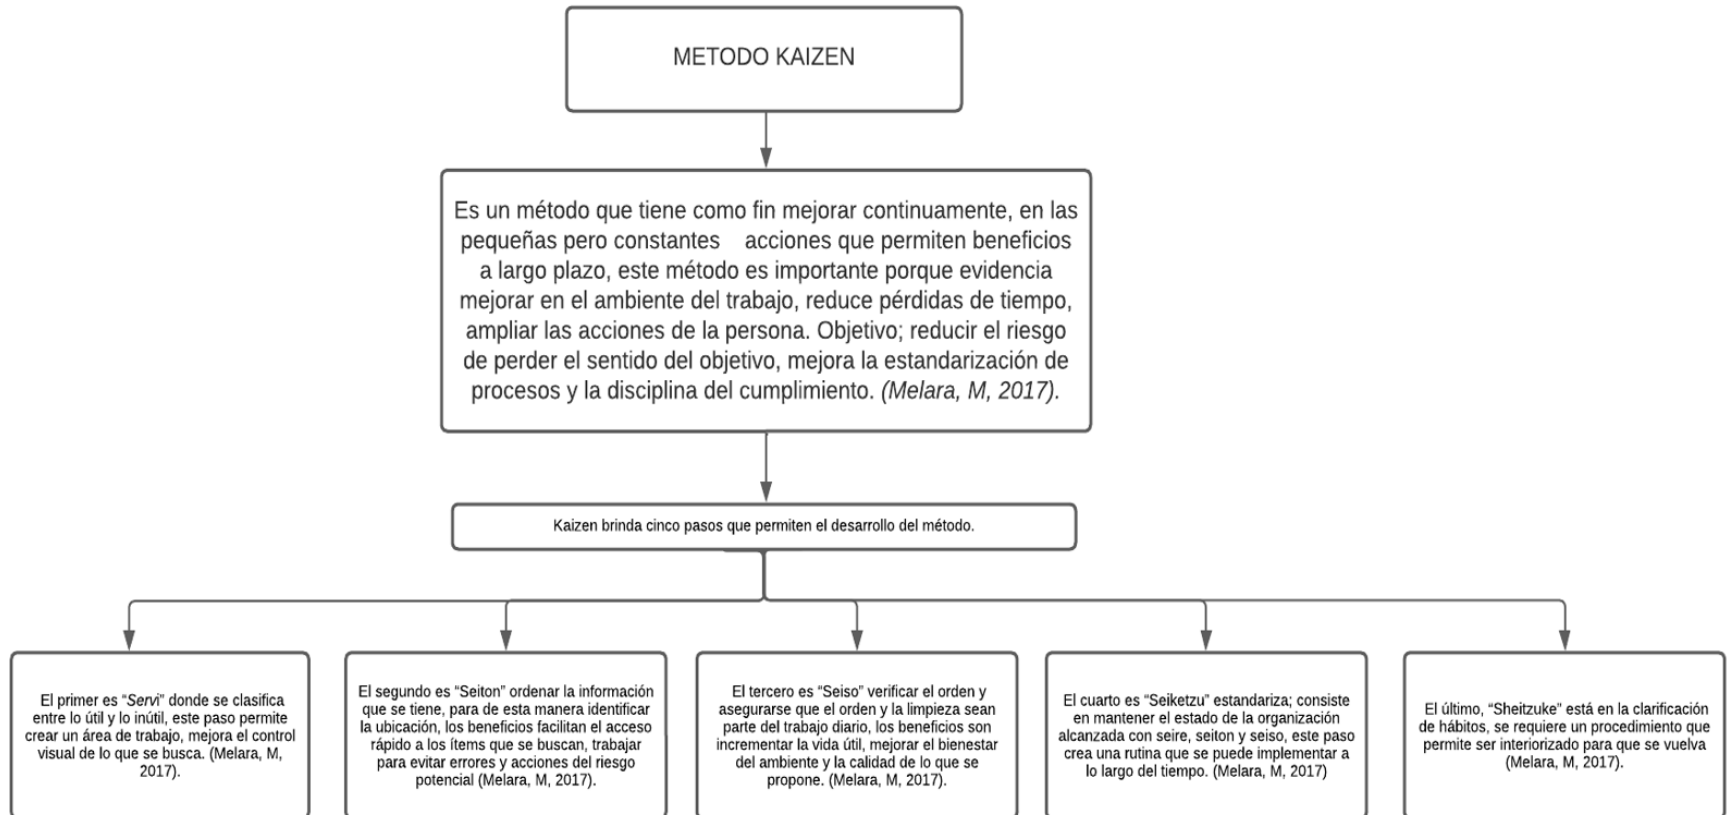 METODO KAIZEN
Es un método que tiene como fin mejorar continuamente, en las
pequeñas pero constantes acciones que permiten beneficios
a largo plazo, este método es importante porque evidencia
mejorar en el ambiente del trabajo, reduce pérdidas de tiempo,
ampliar las acciones de la persona. Objetivo; reducir el riesgo
de perder el sentido del objetivo, mejora la estandarización de
procesos y la disciplina del cumplimiento. (Melara, M, 2017).
Kaizen brinda cinco pasos que permiten el desarrollo del método.
El primer es “Servi” donde se clasifica
entre lo útil y lo inútil, este paso permite
crear un área de trabajo, mejora el control
visual de lo que se busca. (Melara, M,
2017).
El segundo es “Seiton” ordenar la información
que se tiene, para de esta manera identificar
la ubicación, los beneficios facilitan el acceso
rápido a los ítems que se buscan, trabajar
para evitar errores y acciones del riesgo
potencial (Melara, M, 2017).
El tercero es “Seiso” verificar el orden y
asegurarse que el orden y la limpieza sean
parte del trabajo diario, los beneficios son
incrementar la vida útil, mejorar el bienestar
del ambiente y la calidad de lo que se
propone. (Melara, M, 2017).
El cuarto es “Seiketzu” estandariza; consiste
en mantener el estado de la organización
alcanzada con seire, seiton y seiso, este paso
crea una rutina que se puede implementar a
lo largo del tiempo. (Melara, M, 2017)
El último, “Sheitzuke” está en la clarificación
de hábitos, se requiere un procedimiento que
permite ser interiorizado para que se vuelva
(Melara, M, 2017).